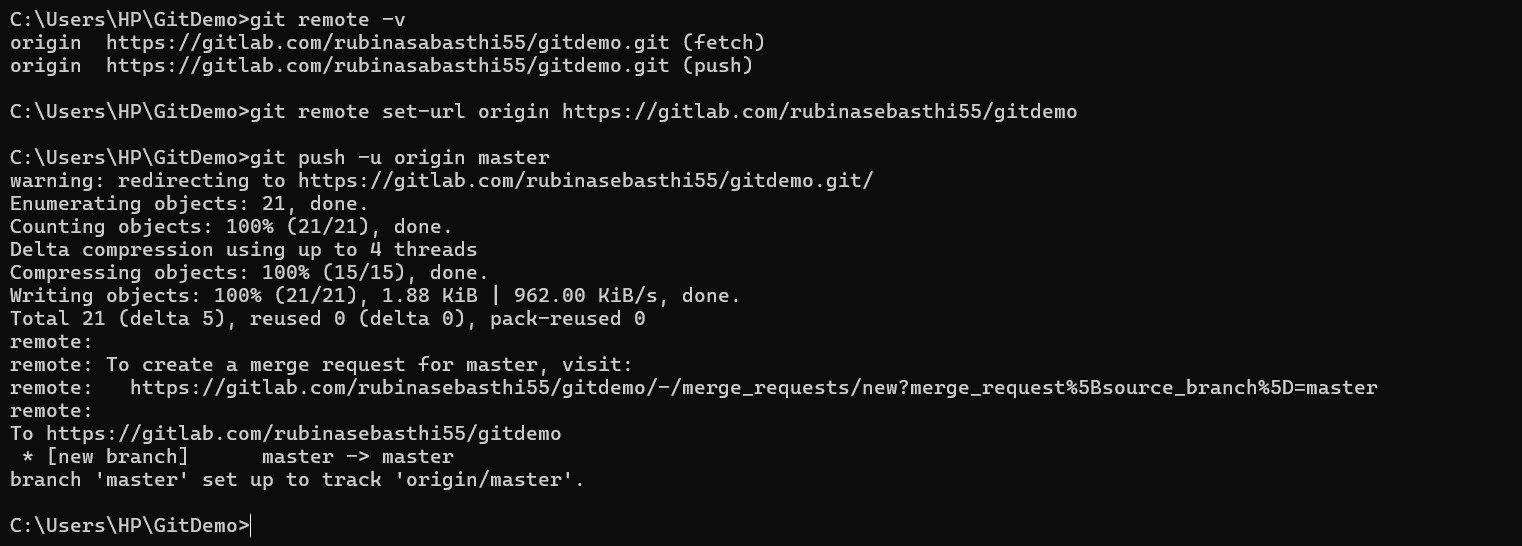 C:\Users\HP\GitDemo>git remote -v
origin  https://gitlab.com/rubinasabasthi55/gitdemo.git (fetch)
origin  https://gitlab.com/rubinasabasthi55/gitdemo.git (push)
C:\Users\HP\GitDemo>git remote set-url origin https://gitlab.com/rubinasebasthi55/gitdemo
C:\Users\HP\GitDemo>git push -u origin master
warning: redirecting to https://gitlab.com/rubinasebasthi55/gitdemo.git/
Enumerating objects: 21, done.
Counting objects: 100% (21/21), done.
Delta compression using up to 4 threads
Compressing objects: 100% (15/15), done.
Writing objects: 100% (21/21), 1.88 KiB | 962.00 KiB/s, done.
Total 21 (delta 5), reused 0 (delta 0), pack-reused 0
remote:
remote: To create a merge request for master, visit:
remote:   https://gitlab.com/rubinasebasthi55/gitdemo/-/merge_requests/new?merge_request%5Bsource_branch%5D=master
remote:
To https://gitlab.com/rubinasebasthi55/gitdemo
 * [new branch]      master -> master
branch 'master' set up to track 'origin/master'.
C:\Users\HP\GitDemo>